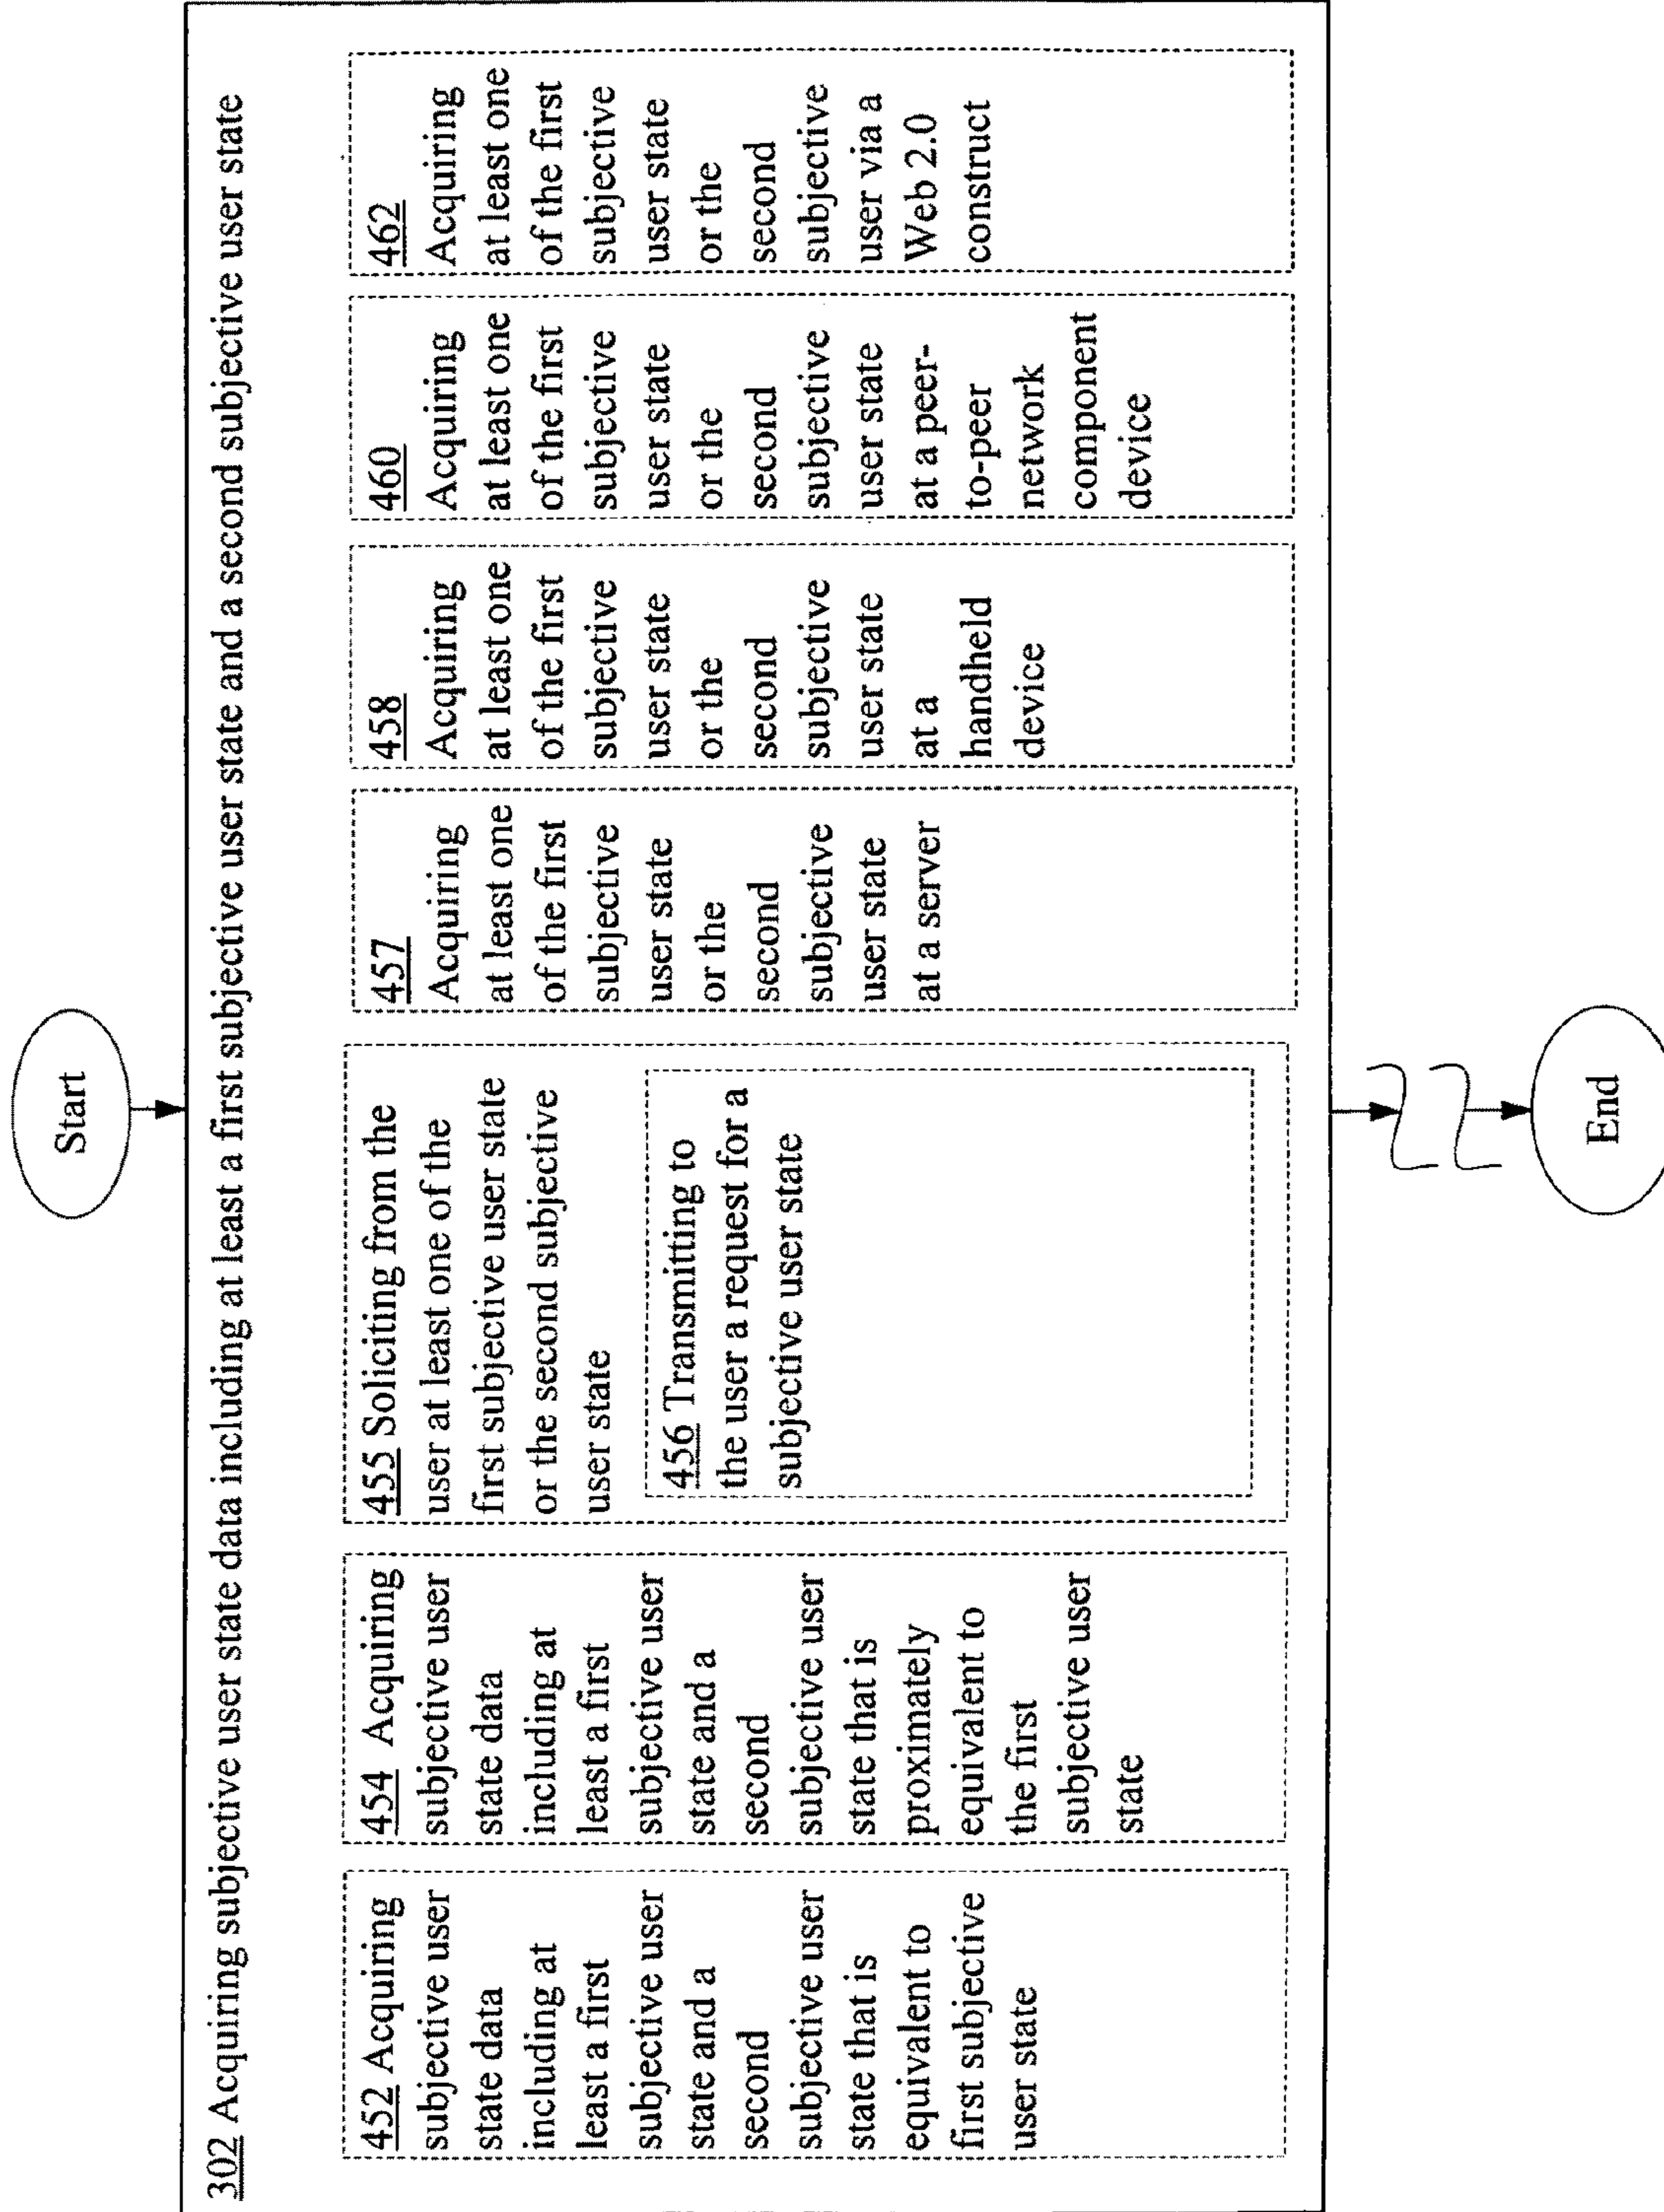 Start
302 Acquiring subjective user state data including at least a first subjective user state and a second subjective user state
452 Acquiring
subjective user
state data
including at
least a first
subjective user
state and a
second
subjective user
state that is
equivalent to
first subjective
user state
454 Acquiring
subjective user
state data
including at
least a first
subjective user
state and a
second
subjective user
state that is
proximately
equivalent to
the first
subjective user
state
455 Soliciting from the
user at least one of the
first subjective user state
or the second subjective
user state
456 Transmitting to
the user a request for a
subjective user state
457
Acquiring
at least one
of the first
subjective
user state
or the
second
subjective
user state
at a server
458
Acquiring
at least one
of the first
subjective
user state
or the
second
subjective
user state
at a
handheld
device
460
Acquiring
at least one
of the first
subjective
user state
or the
second
subjective
user state
at a peer-
to-peer
network
component
device
462
Acquiring
at least one
of the first
subjective
user state
or the
second
subjective
user via a
Web 2.0
construct
End